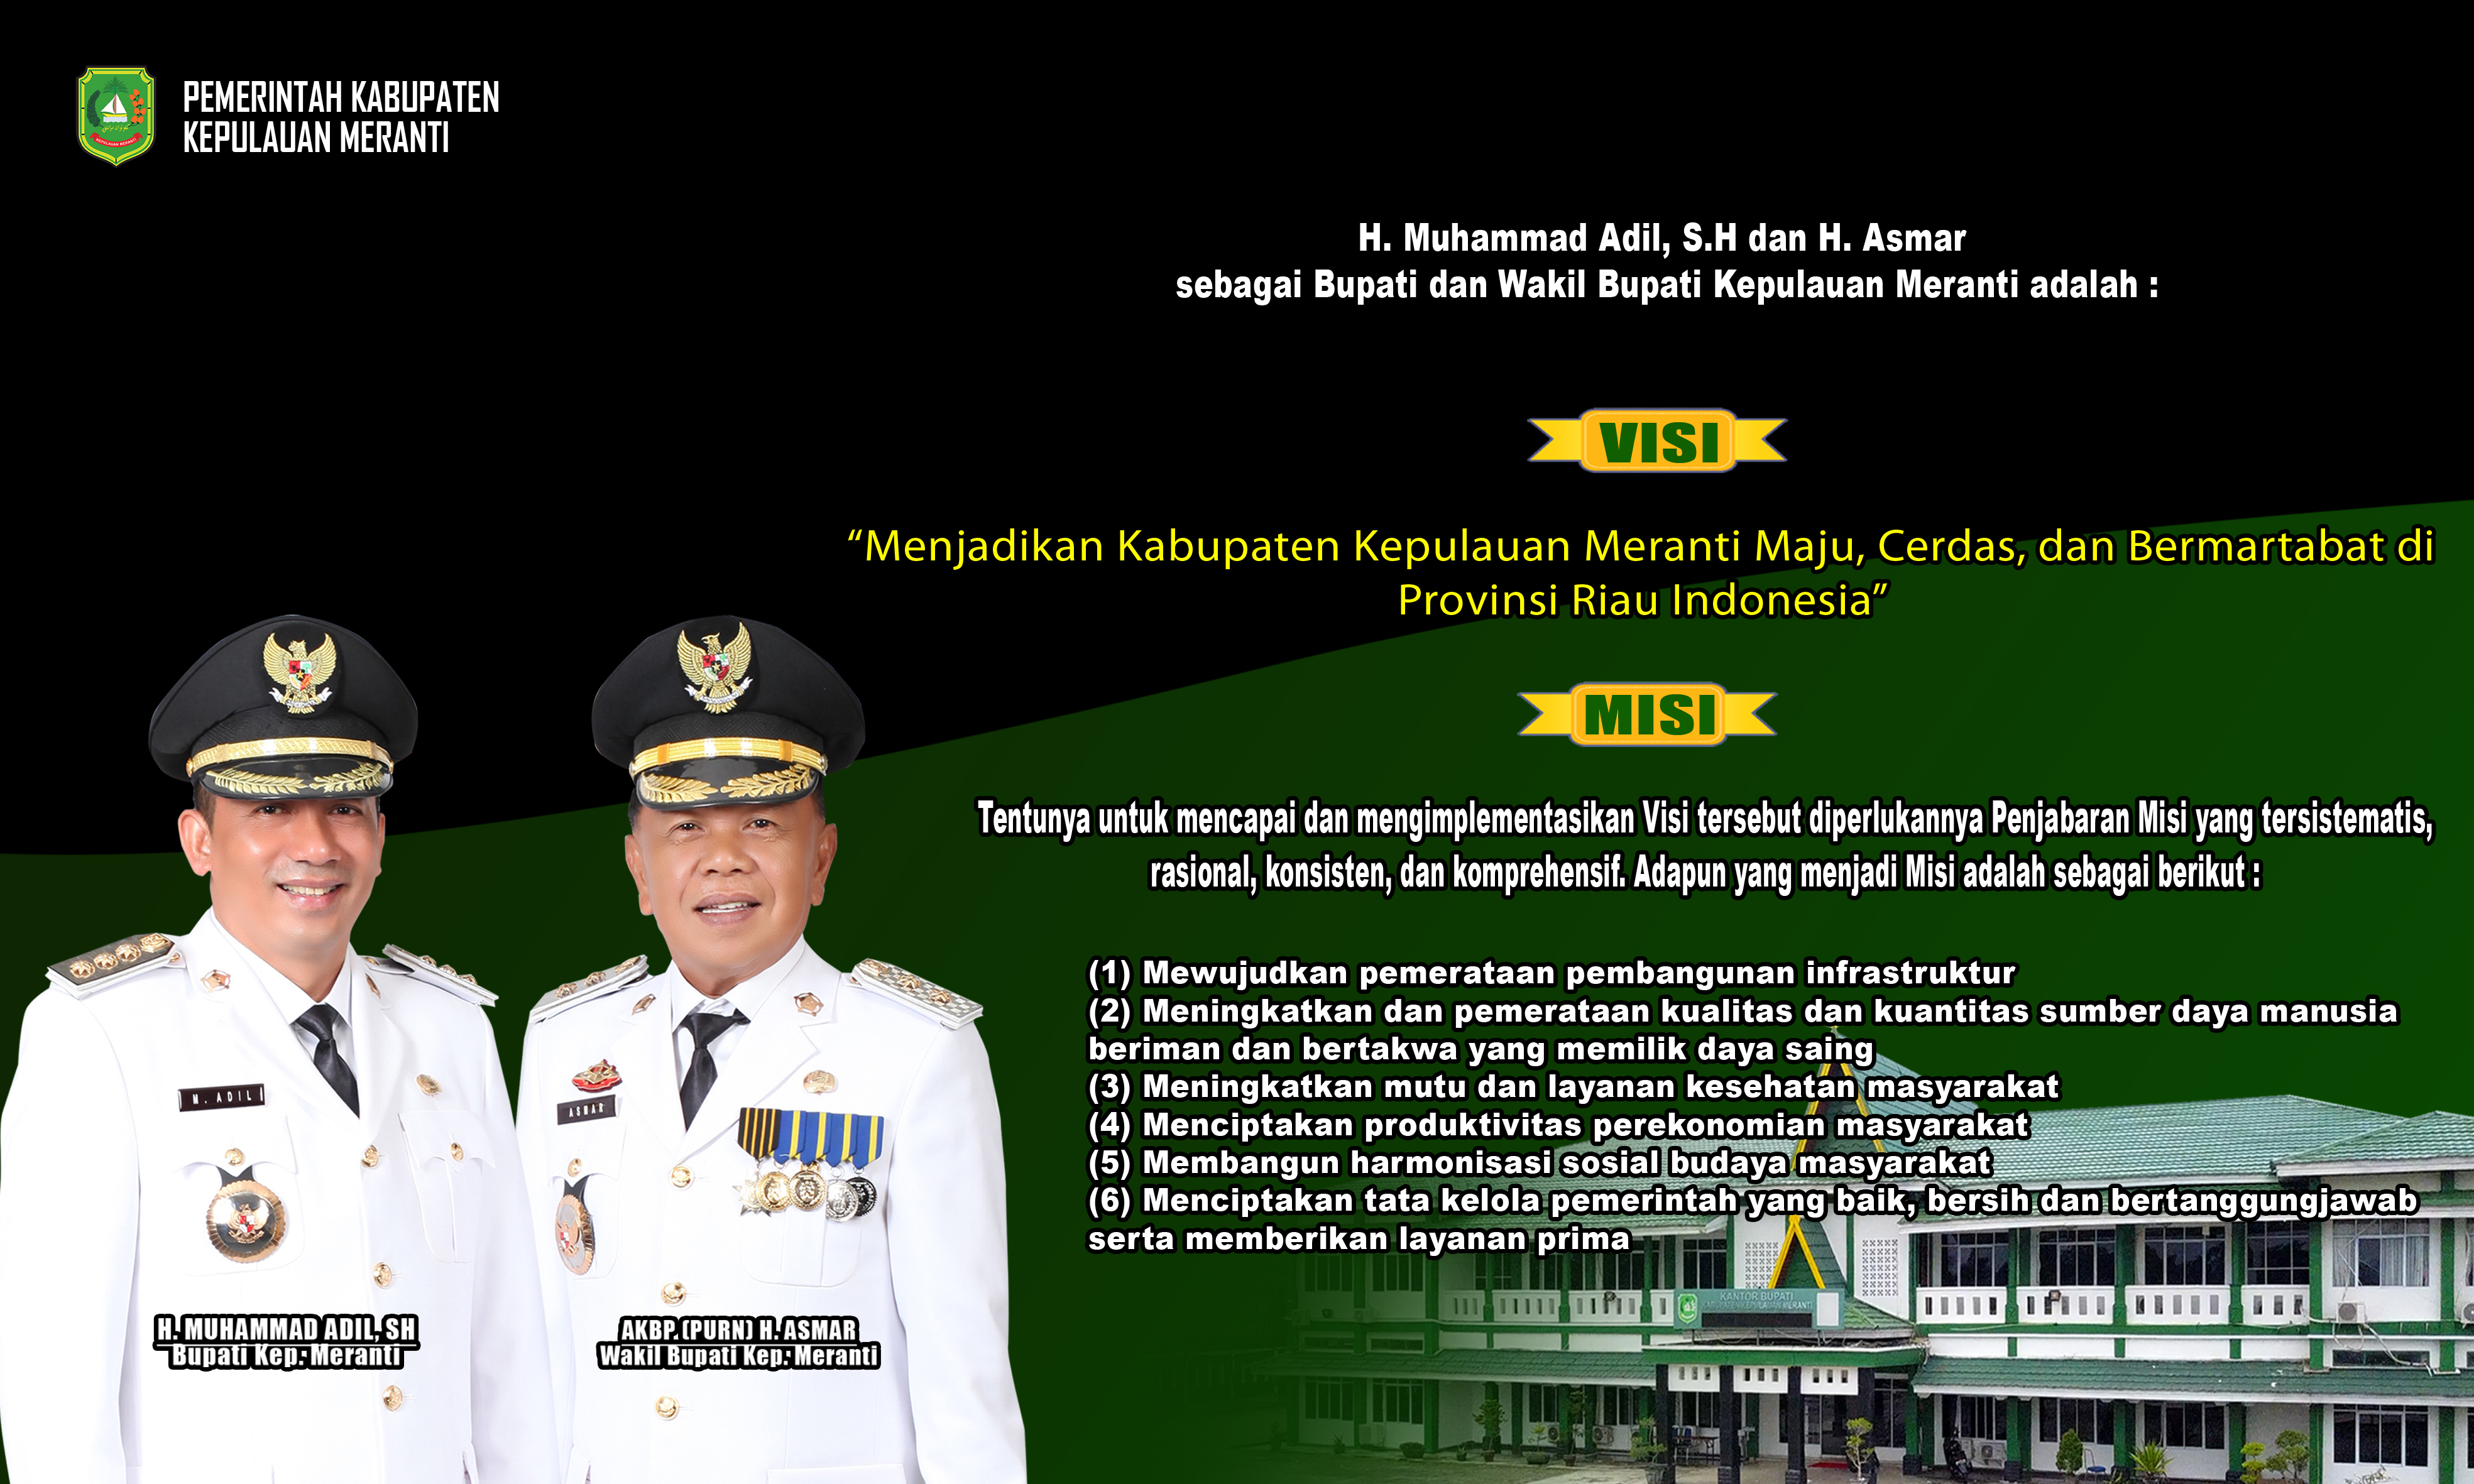 PEMERINTAH KABUPATEN
KEPULAUAN MERANTI
KEPULAUAN MERANTI
H. Muhammad Adil, S.H dan H. Asmar
sebagai Bupati dan Wakil Bupati Kepulauan Meranti adalah :
VISI
“Menjadikan Kabupaten Kepulauan Meranti Maju, Cerdas, dan Bermartabat di
Provinsi Riau Indonesia”
MISI
Tentunya untuk mencapai dan mengimplementasikan Visi tersebut diperlukannya Penjabaran Misi yang tersistematis,
rasional, konsisten, dan komprehensif. Adapun yang menjadi Misi adalah sebagai berikut :
(1) Mewujudkan pemerataan pembangunan infrastruktur
(2) Meningkatkan dan pemerataan kualitas dan kuantitas sumber daya manusia
beriman dan bertakwa yang memilik daya saing
(3) Meningkatkan mutu dan layanan kesehatan masyarakat
(4) Menciptakan produktivitas perekonomian masyarakat
(5) Membangun harmonisasi sosial budaya masyarakat
(6) Menciptakan tata kelola pemerintah yang baik, bersih dan bertanggungjawab
serta memberikan layanan prima
M. ADIL
ASMAR
KANTOR BUPATI
KABUPATEN KEPULAUAN MERANTI
H. MUHAMMAD ADIL, SH
Bupati Kep. Meranti
AKBP. (PURN) H. ASMAR
Wakil Bupati Kep. Meranti